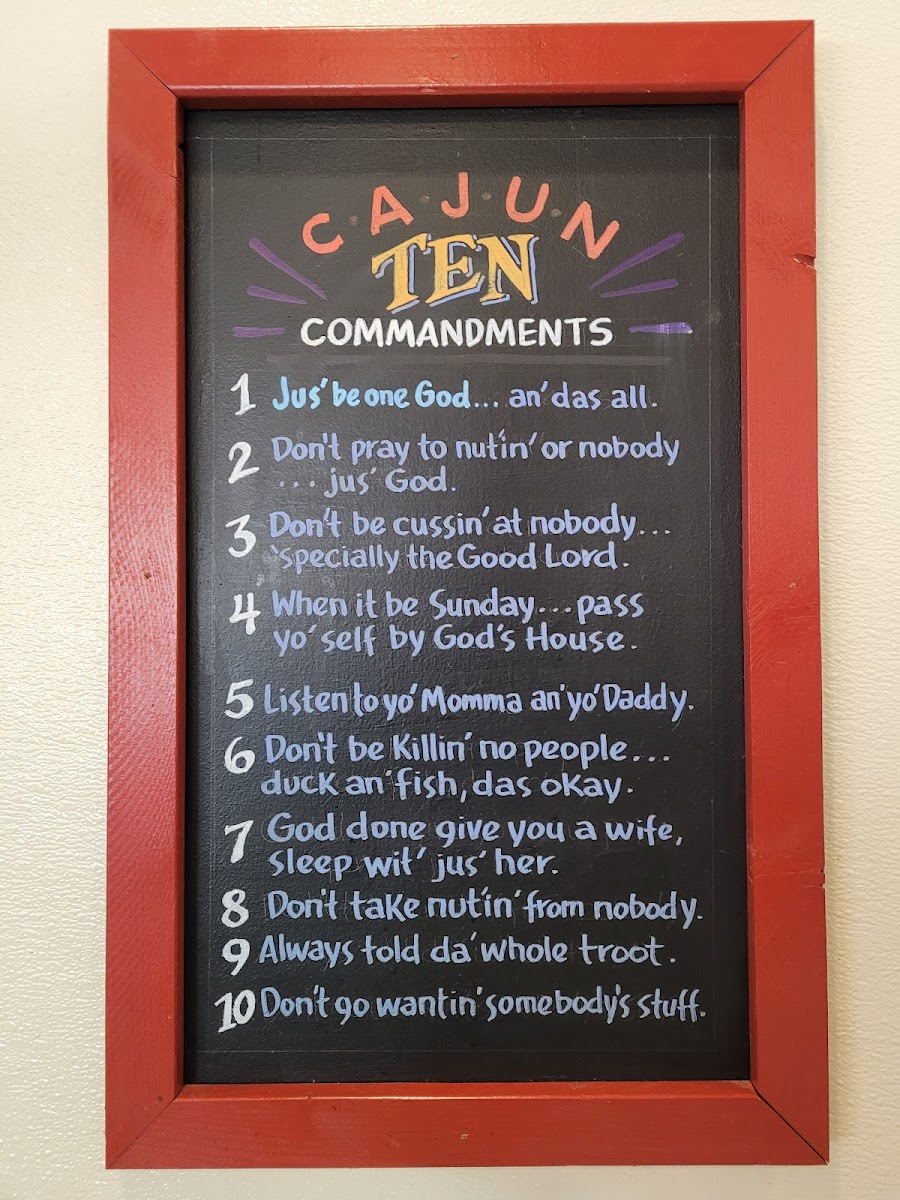 CAJUN
TEN
COMMANDMENTS
1 Jus' be one God... an' das all.
2 Don't pray to nutin' or nobody
... jus' God.
3 Don't be cussin' at nobody...
'specially the Good Lord.
4 When it be Sunday... pass
yo' self by God's House.
5 Listen to yo' Momma an' yo' Daddy.
6 Don't be Killin' no people...
duck an' fish, das okay.
7 God done give you a wife,
sleep wit' jus' her.
8 Don't take nutin' from nobody.
9 Always told da' whole troot.
10 Don't go wantin' somebody's stuff.